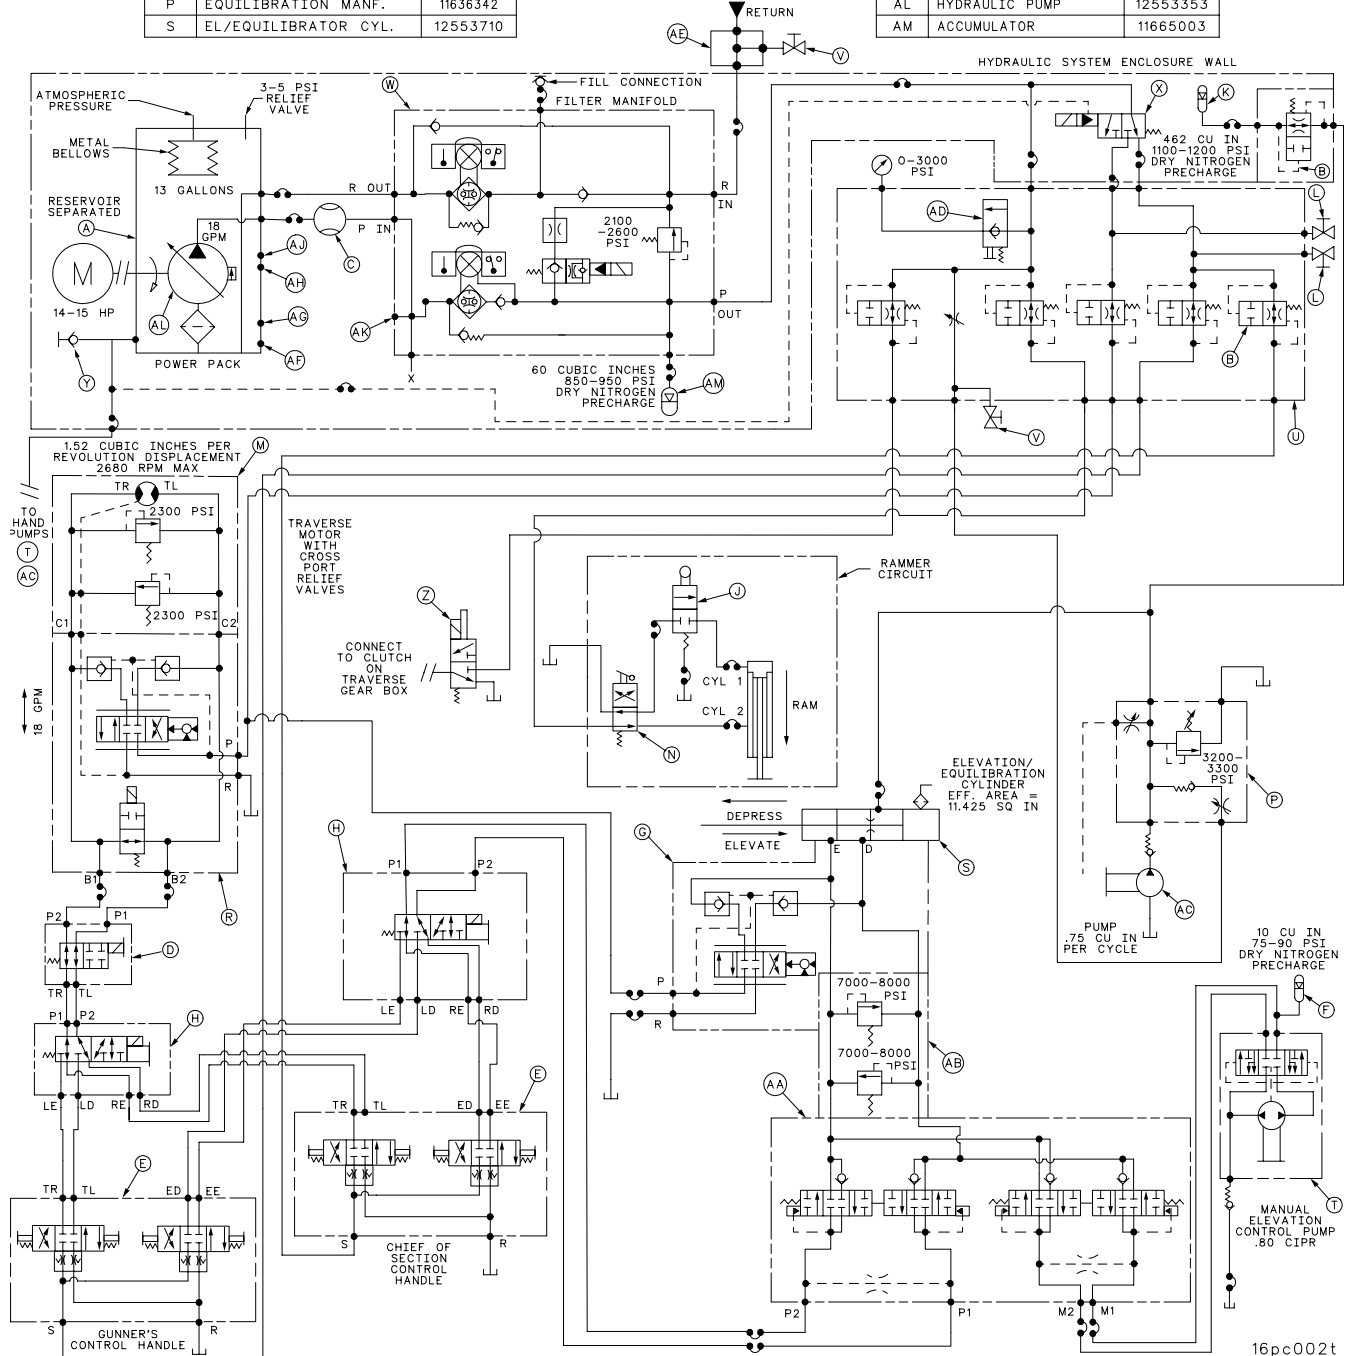 P EQUILIBRATION MANF. 11636342
S EL/EQUILIBRATOR CYL. 12553710
AL HYDRAULIC PUMP 12553353
AM ACCUMULATOR 11665003
RETURN
AE
V
HYDRAULIC SYSTEM ENCLOSURE WALL
ATMOSPHERIC
PRESSURE
3-5 PSI
RELIEF
VALVE
W
FILL CONNECTION
FILTER MANIFOLD
X
K
METAL
BELLOWS
13 GALLONS
R OUT
R
IN
0-3000
PSI
462 CU IN
1100-1200 PSI
DRY NITROGEN
PRECHARGE
B
RESERVOIR
SEPARATED
A
18
GPM
P IN
2100
-2600
PSI
AD
L
M
C
AJ
AH
14-15 HP
AL
AG
AF
AK
P
OUT
L
B
Y
POWER PACK
X
60 CUBIC INCHES
850-950 PSI
DRY NITROGEN
PRECHARGE
AM
V
U
1.52 CUBIC INCHES PER
REVOLUTION DISPLACEMENT
2680 RPM MAX
M
TR TL
TO
HAND
PUMPS
T
AC
2300 PSI
2300 PSI
TRAVERSE
MOTOR
WITH
CROSS
PORT
RELIEF
VALVES
C1 C2
RAMMER
CIRCUIT
Z
J
CONNECT
TO CLUTCH
ON
TRAVERSE
GEAR BOX
CYL 1
CYL 2
RAM
N
18 GPM
P
R
3200-
3300
PSI
P
ELEVATION/
EQUILIBRATION
CYLINDER
EFF. AREA =
11.425 SQ IN
DEPRESS
ELEVATE
E D
S
G
H
P1 P2
B1 B2
R
P2 P1
D
TR TL
PUMP
.75 CU IN
PER CYCLE
AC
10 CU IN
75-90 PSI
DRY NITROGEN
PRECHARGE
F
P
R
7000-8000
PSI
7000-8000
PSI
AB
LE LD RE RD
P1 P2
H
LE LD RE RD
E
TR TL ED EE
AA
T
MANUAL
ELEVATION
CONTROL PUMP
.80 CIPR
E
TR TL ED EE
S R
CHIEF OF
SECTION
CONTROL
HANDLE
P2 P1 M2 M1
S R
GUNNER'S
CONTROL HANDLE
16pc002t